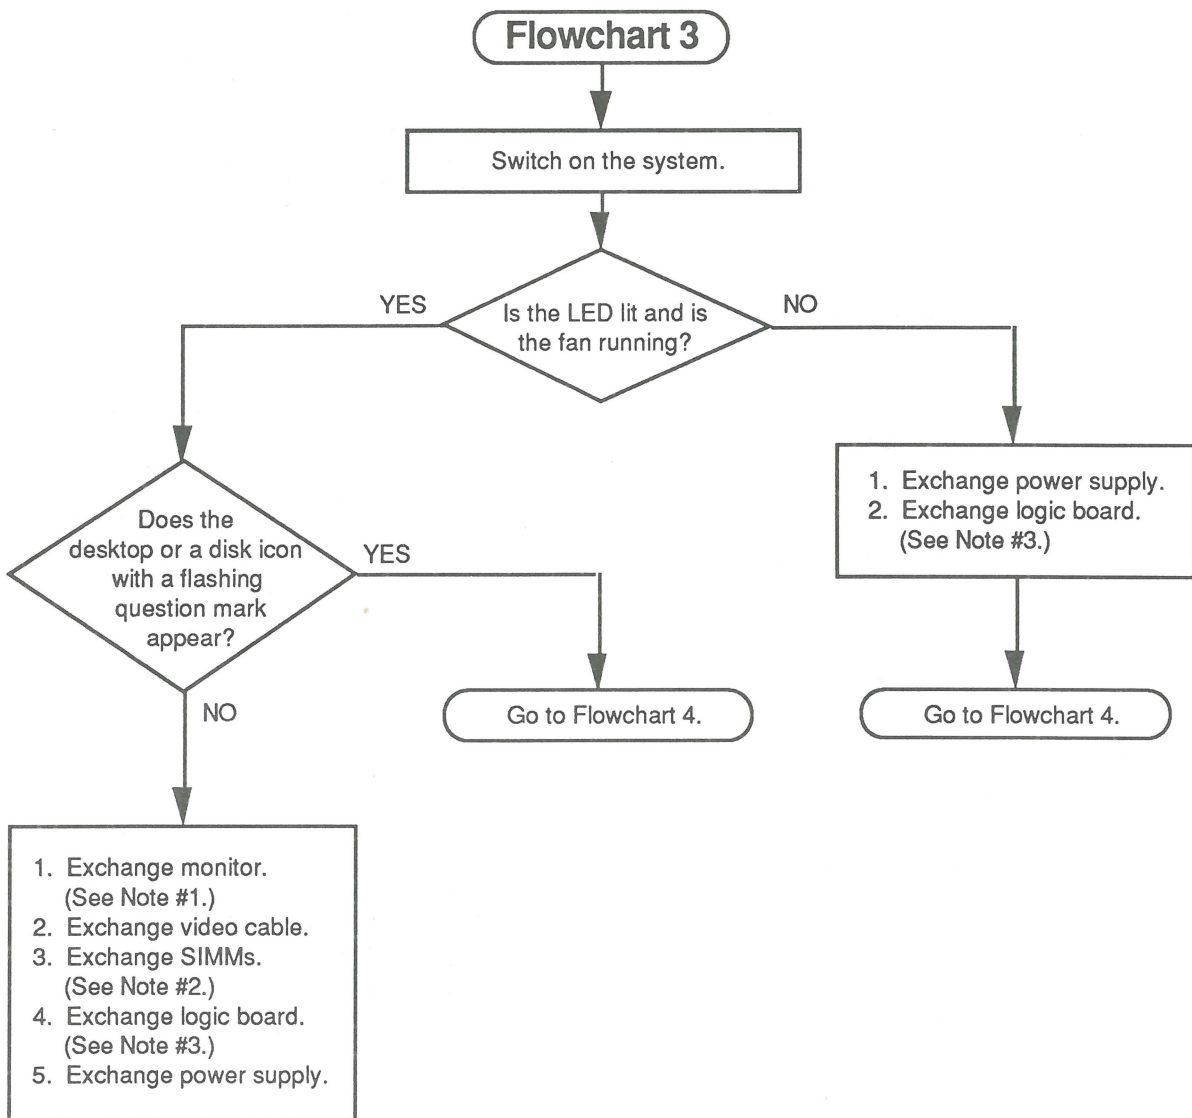 Flowchart 3
Switch on the system.
Is the LED lit and is
the fan running?
YES
NO
Does the
desktop or a disk icon
with a flashing
question mark
appear?
YES
NO
1. Exchange power supply.
2. Exchange logic board.
(See Note #3.)
Go to Flowchart 4.
Go to Flowchart 4.
1. Exchange monitor.
(See Note #1.)
2. Exchange video cable.
3. Exchange SIMMs.
(See Note #2.)
4. Exchange logic board.
(See Note #3.)
5. Exchange power supply.